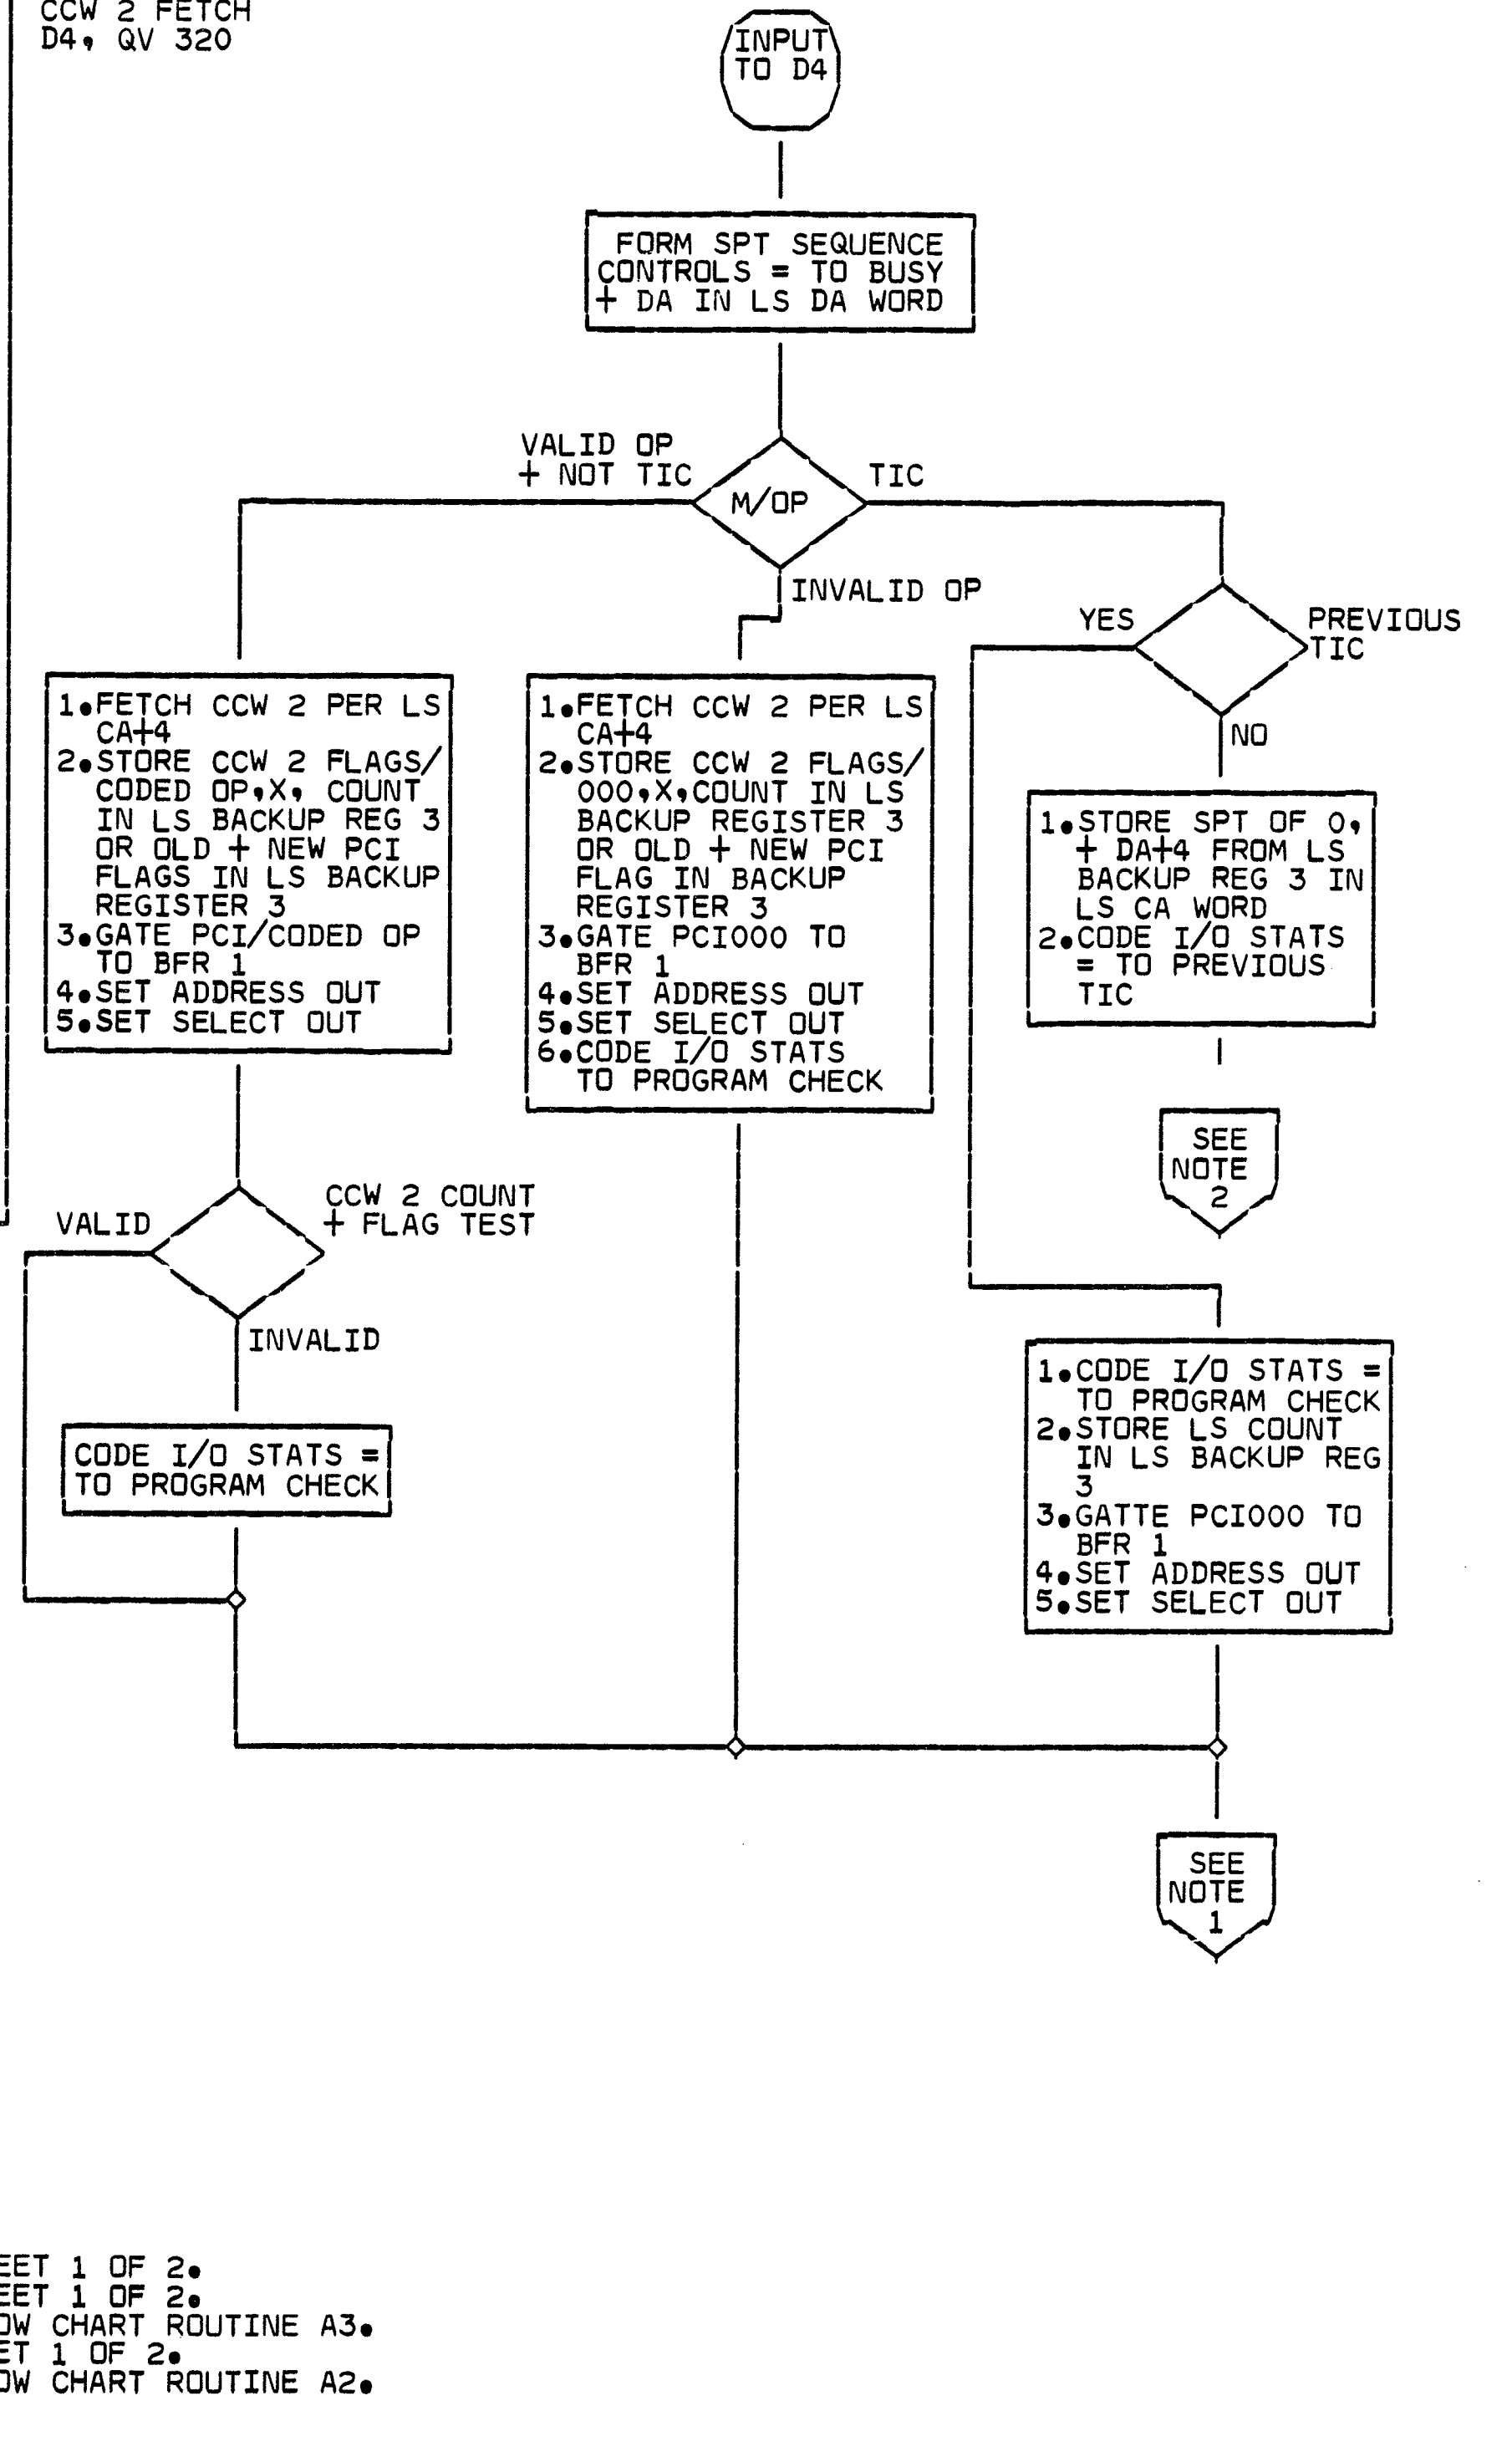 CCW 2 FETCH
D4, QV 320
INPUT
TO D4
FORM SPT SEQUENCE
CONTROLS = TO BUSY
+ DA IN LS DA WORD
VALID OP
+ NOT TIC
M/OP
TIC
INVALID OP
YES
PREVIOUS
TIC
NO
1.FETCH CCW 2 PER LS
CA+4
2.STORE CCW 2 FLAGS/
CODED OP,X, COUNT
IN LS BACKUP REG 3
OR OLD + NEW PCI
FLAGS IN LS BACKUP
REGISTER 3
3.GATE PCI/CODED OP
TO BFR 1
4.SET ADDRESS OUT
5.SET SELECT OUT
1.FETCH CCW 2 PER LS
CA+4
2.STORE CCW 2 FLAGS/
000,X,COUNT IN LS
BACKUP REGISTER 3
OR OLD + NEW PCI
FLAG IN BACKUP
REGISTER 3
3.GATE PCI000 TO
BFR 1
4.SET ADDRESS OUT
5.SET SELECT OUT
6.CODE I/O STATS
TO PROGRAM CHECK
1.STORE SPT OF 0,
+ DA+4 FROM LS
BACKUP REG 3 IN
LS CA WORD
2.CODE I/O STATS
= TO PREVIOUS
TIC
SEE
NOTE
2
VALID
CCW 2 COUNT
+ FLAG TEST
INVALID
CODE I/O STATS =
TO PROGRAM CHECK
1.CODE I/O STATS =
TO PROGRAM CHECK
2.STORE LS COUNT
IN LS BACKUP REG
3
3.GATTE PCI000 TO
BFR 1
4.SET ADDRESS OUT
5.SET SELECT OUT
SEE
NOTE
1
EET 1 OF 2.
EET 1 OF 2.
OW CHART ROUTINE A3.
ET 1 OF 2.
OW CHART ROUTINE A2.